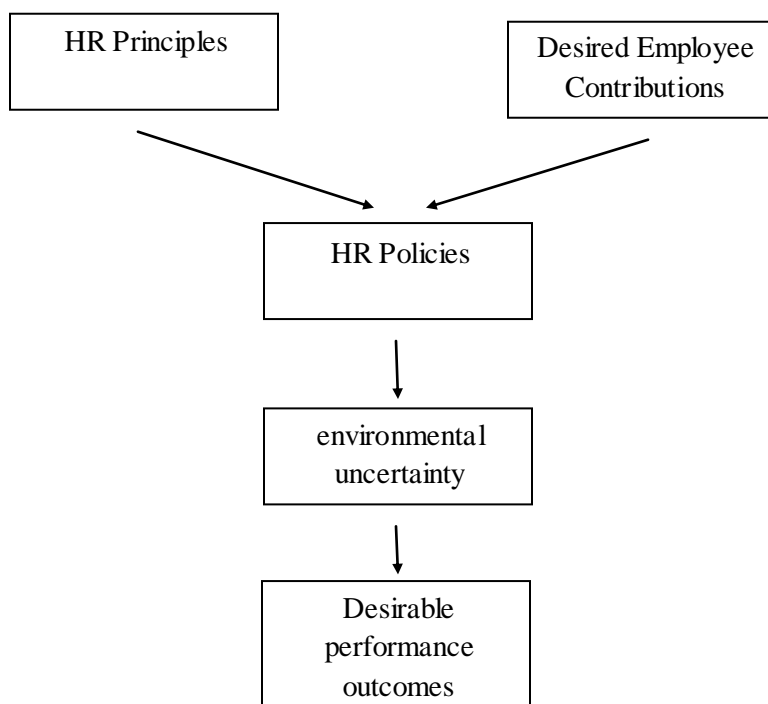 HR Principles
Desired Employee
Contributions
HR Policies
environmental
uncertainty
Desirable
performance
outcomes